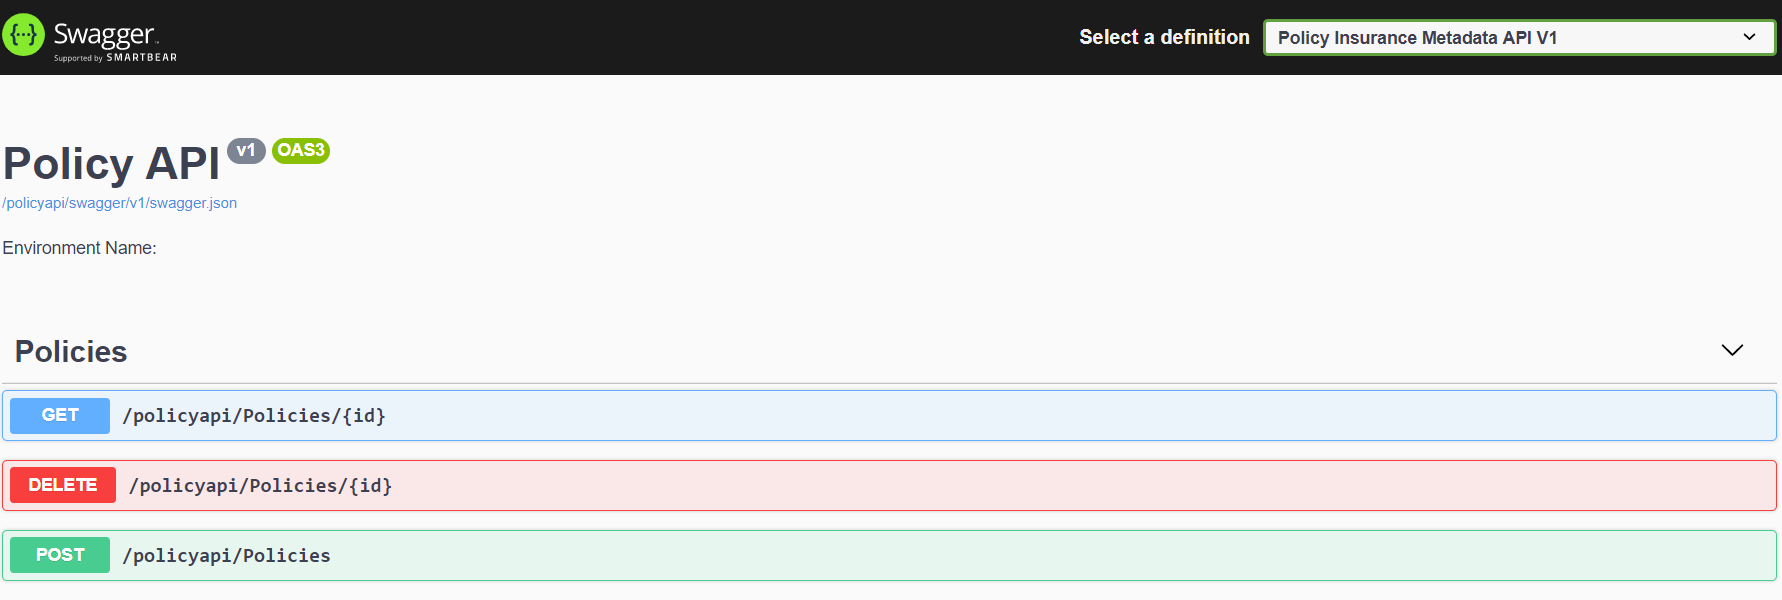 {...} Swagger
Supported by SMARTBEAR
Select a definition
Policy Insurance Metadata API V1
Policy API v1 OAS3
/policyapi/swagger/v1/swagger.json
Environment Name:
Policies
GET /policyapi/Policies/{id}
DELETE /policyapi/Policies/{id}
POST /policyapi/Policies